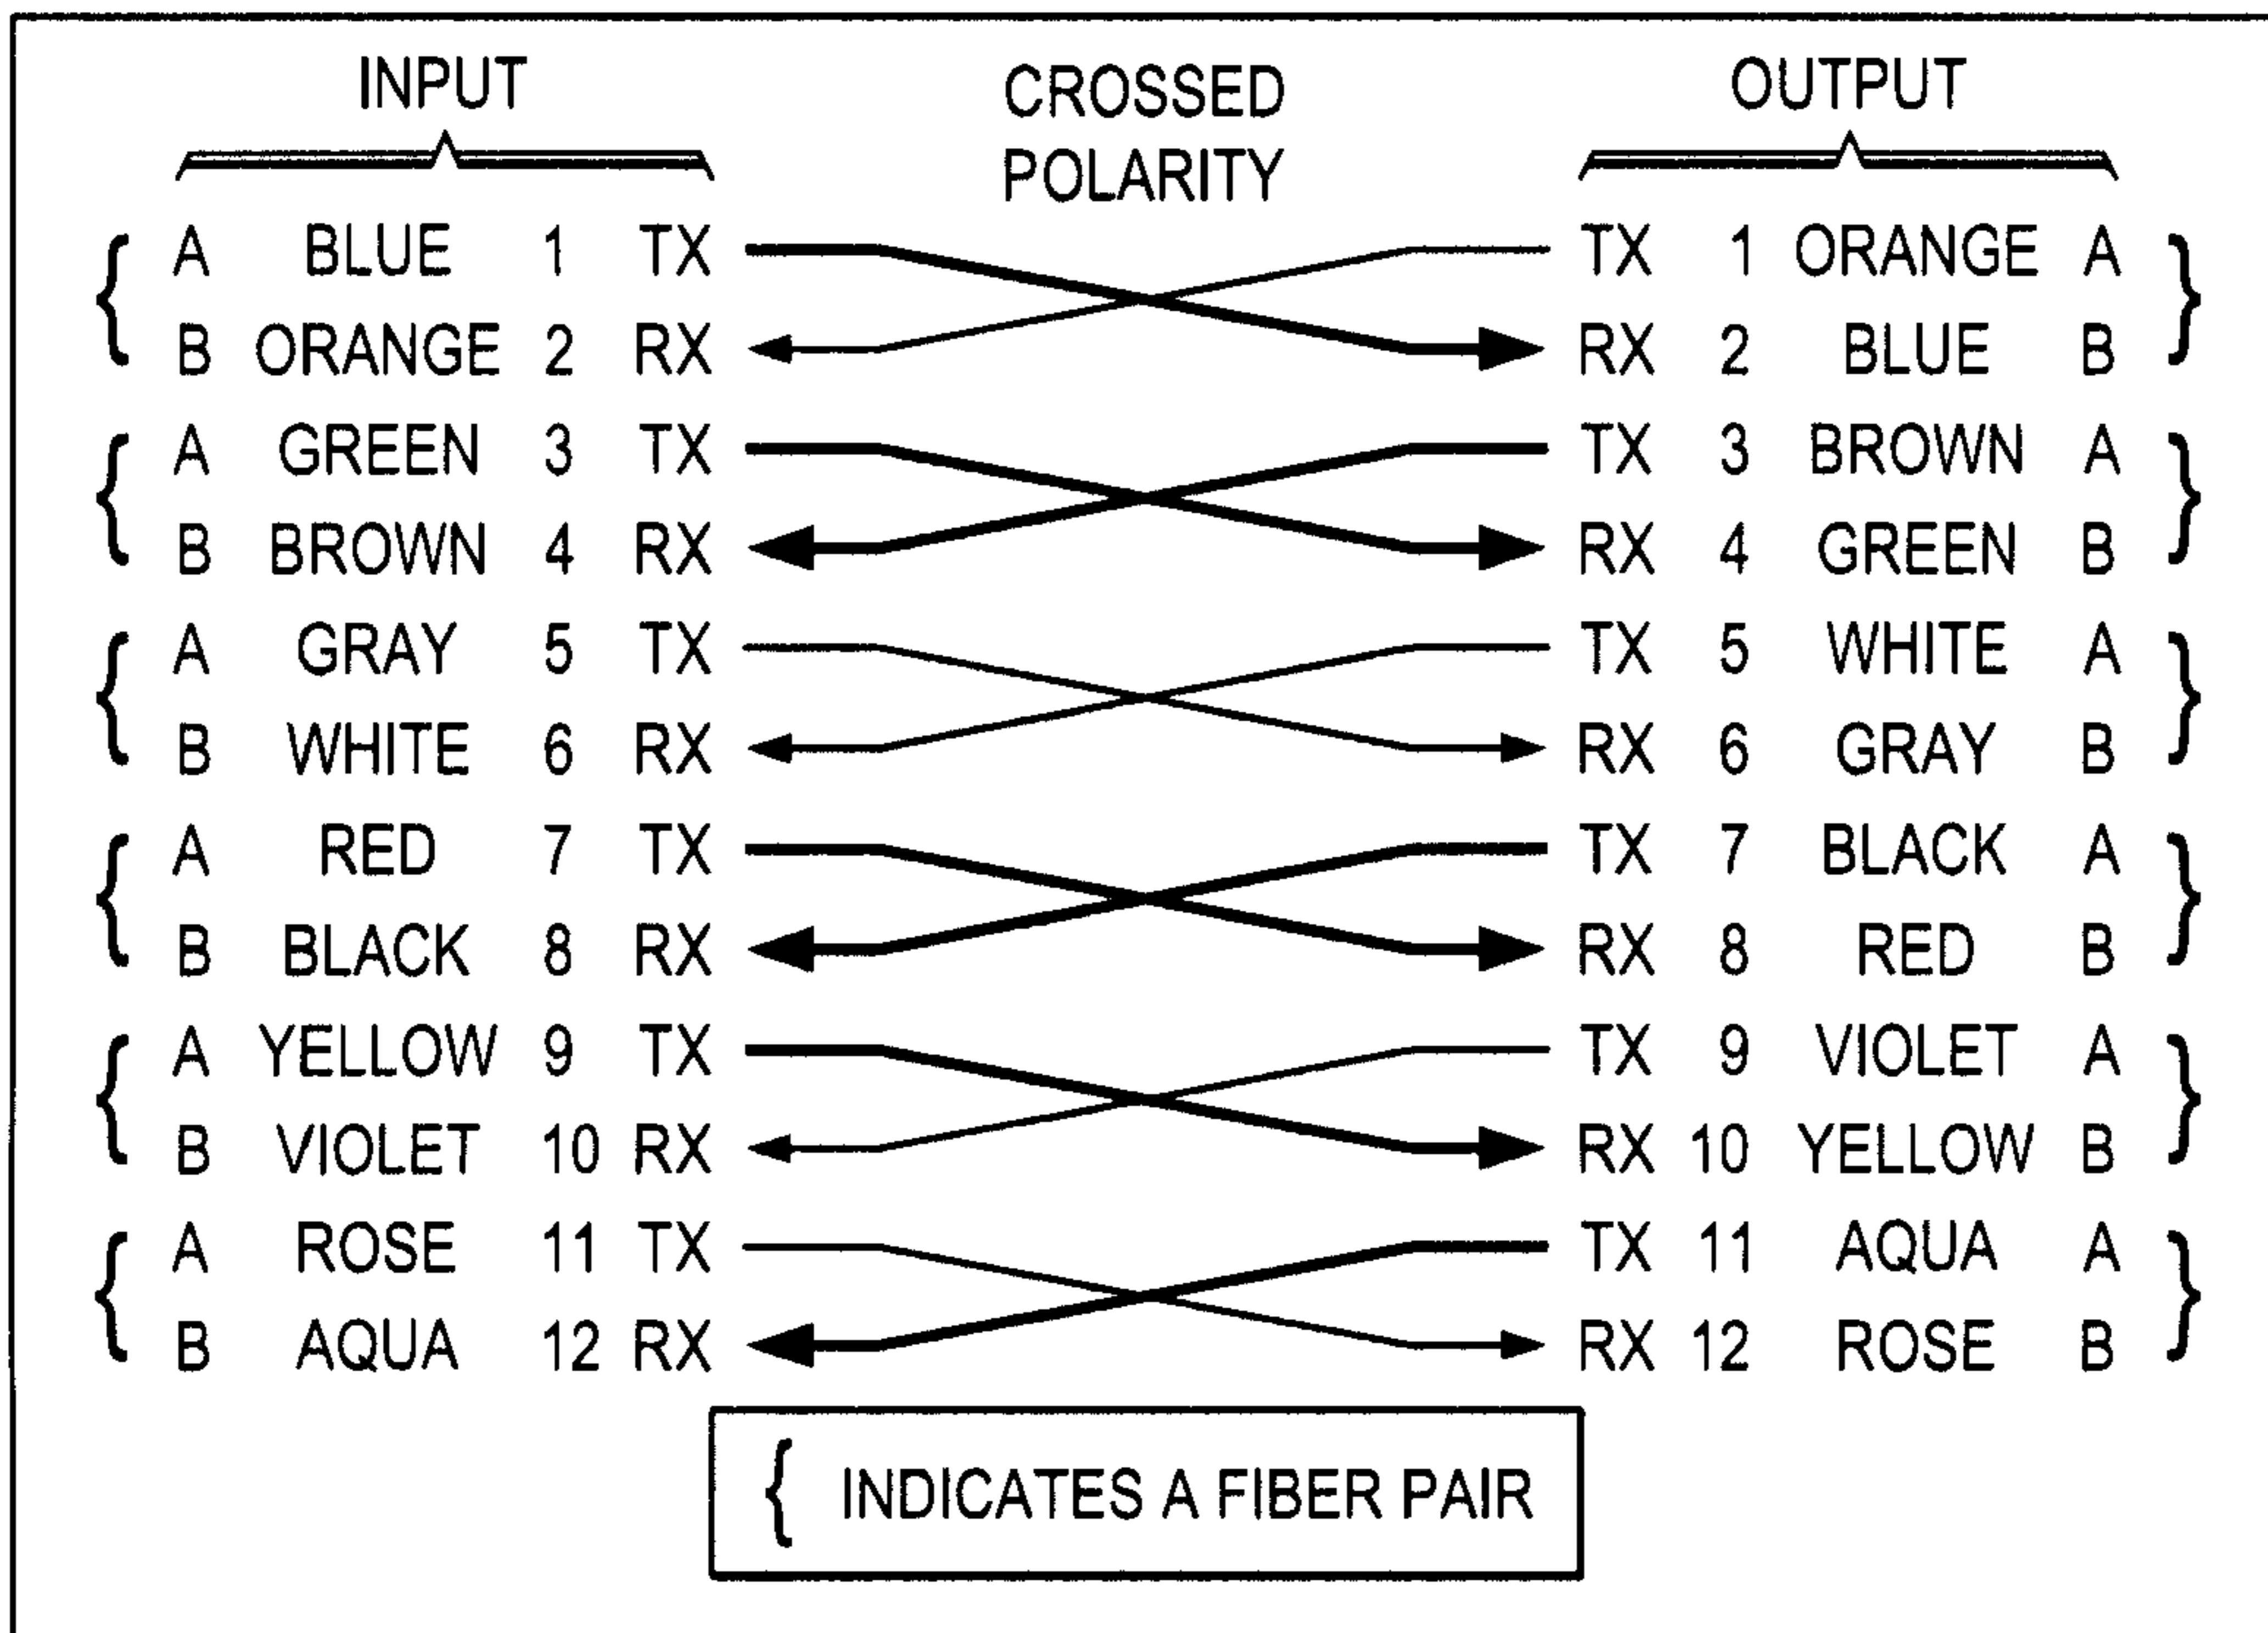 INPUT CROSSED POLARITY OUTPUT
A BLUE 1 TX TX 1 ORANGE A
B ORANGE 2 RX RX 2 BLUE B
A GREEN 3 TX TX 3 BROWN A
B BROWN 4 RX RX 4 GREEN B
A GRAY 5 TX TX 5 WHITE A
B WHITE 6 RX RX 6 GRAY B
A RED 7 TX TX 7 BLACK A
B BLACK 8 RX RX 8 RED B
A YELLOW 9 TX TX 9 VIOLET A
B VIOLET 10 RX RX 10 YELLOW B
A ROSE 11 TX TX 11 AQUA A
B AQUA 12 RX RX 12 ROSE B
{ INDICATES A FIBER PAIR